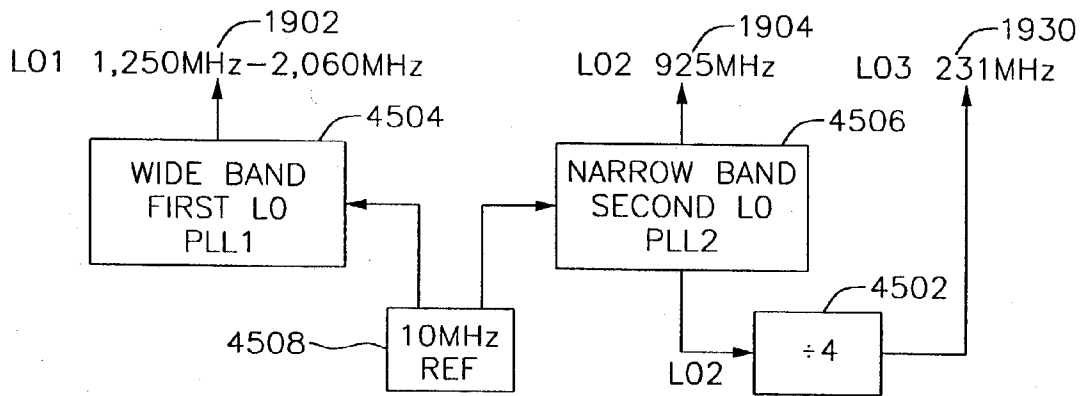 1902
LO1 1,250MHz-2,060MHz
1904
LO2 925MHz
1930
LO3 231MHz
4504
WIDE BAND
FIRST LO
PLL1
4506
NARROW BAND
SECOND LO
PLL2
4508
10MHz
REF
LO2
4502
÷4